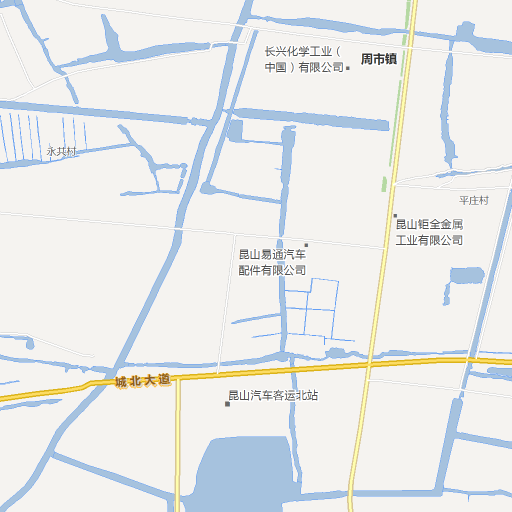 长兴化学工业（
中国）有限公司
周市镇
永共村
平庄村
昆山钜全金属
工业有限公司
昆山易通汽车
配件有限公司
城北大道
昆山汽车客运北站